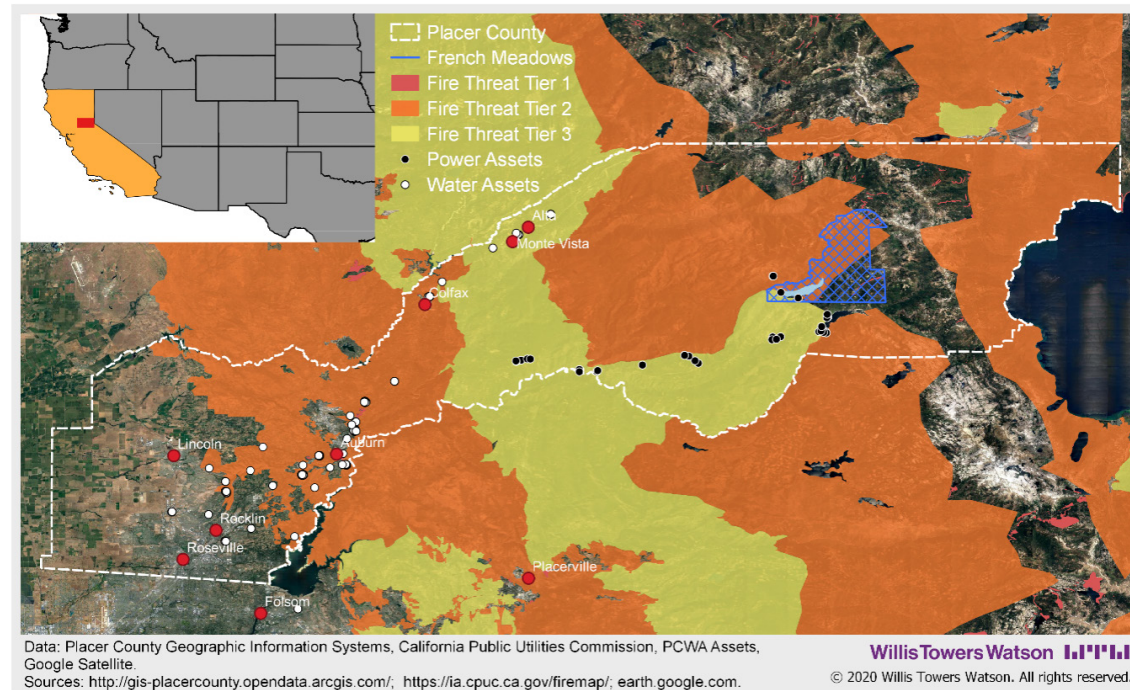 Placer County
French Meadows
Fire Threat Tier 1
Fire Threat Tier 2
Fire Threat Tier 3
Power Assets
Water Assets
Alta
Monte Vista
Colfax
Lincoln
Auburn
Rocklin
Roseville
Placerville
Folsom
Data: Placer County Geographic Information Systems, California Public Utilities Commission, PCWA Assets,
Google Satellite.
Sources: http://gis-placercounty.opendata.arcgis.com/; https://ia.cpuc.ca.gov/firemap/; earth.google.com.
Willis Towers Watson
© 2020 Willis Towers Watson. All rights reserved.